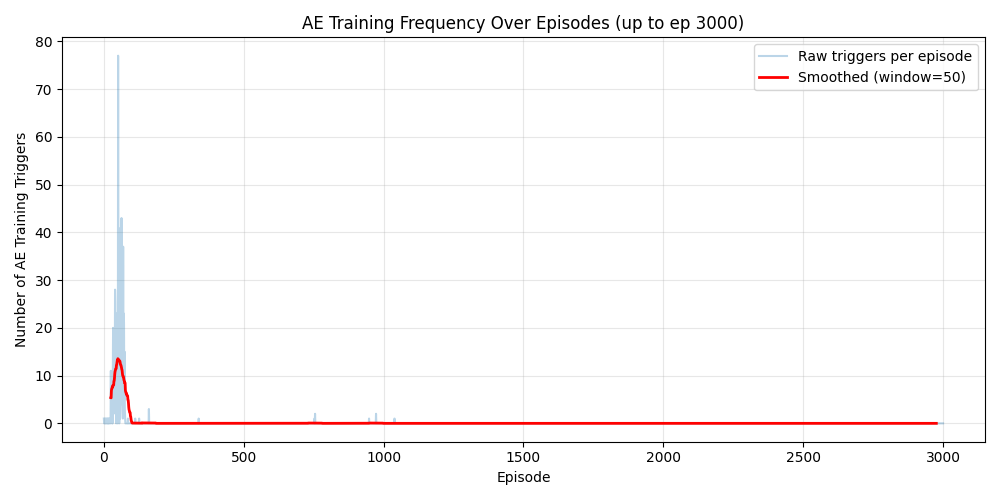 AE Training Frequency Over Episodes (up to ep 3000)
Raw triggers per episode
Smoothed (window=50)
Number of AE Training Triggers
80
70
60
50
40
30
20
10
0
0 500 1000 1500 2000 2500 3000
Episode